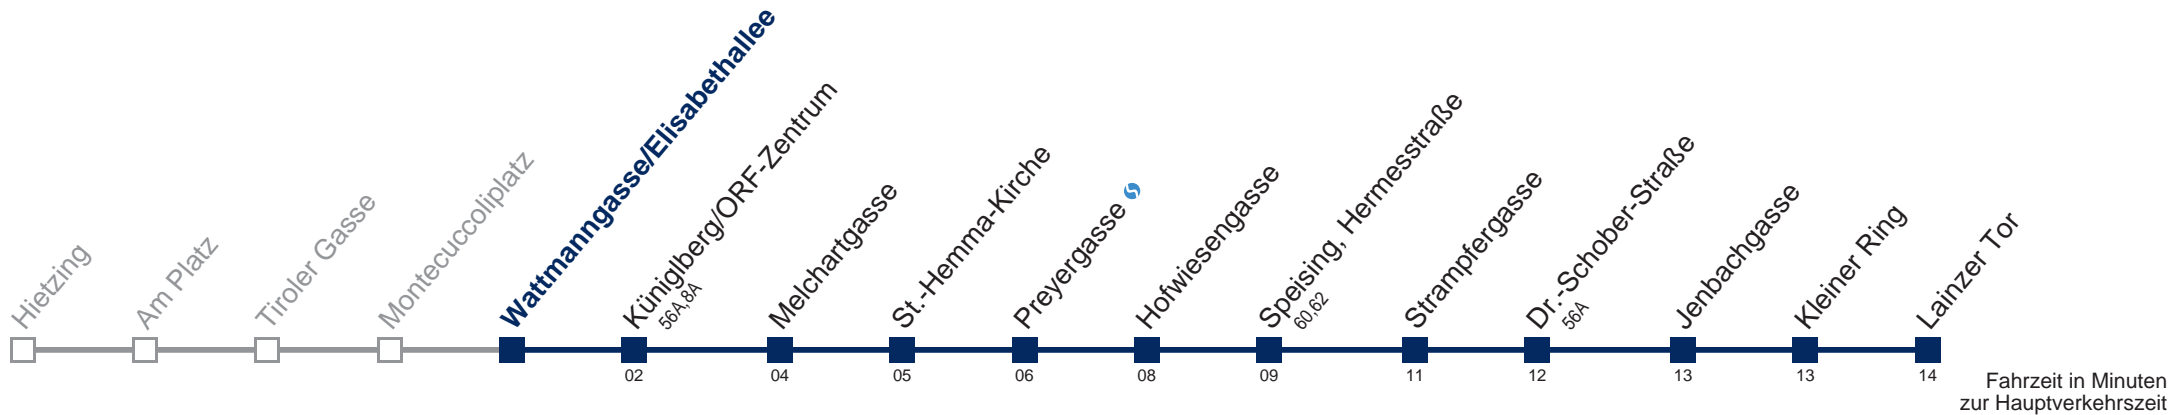 Hietzing
Am Platz
Tiroler Gasse
Montecuccoliplatz
Wattmanngasse/Elisabethallee
Küniglberg/ORF-Zentrum
56A,8A
Melchartgasse
St.-Hemma-Kirche
Preyergasse
Hofwiesengasse
Speising, Hermesstraße
60,62
Strampfergasse
Dr.-Schober-Straße
56A
Jenbachgasse
Kleiner Ring
Lainzer Tor
02 04 05 06 08 09 11 12 13 13 14
Fahrzeit in Minuten
zur Hauptverkehrszeit